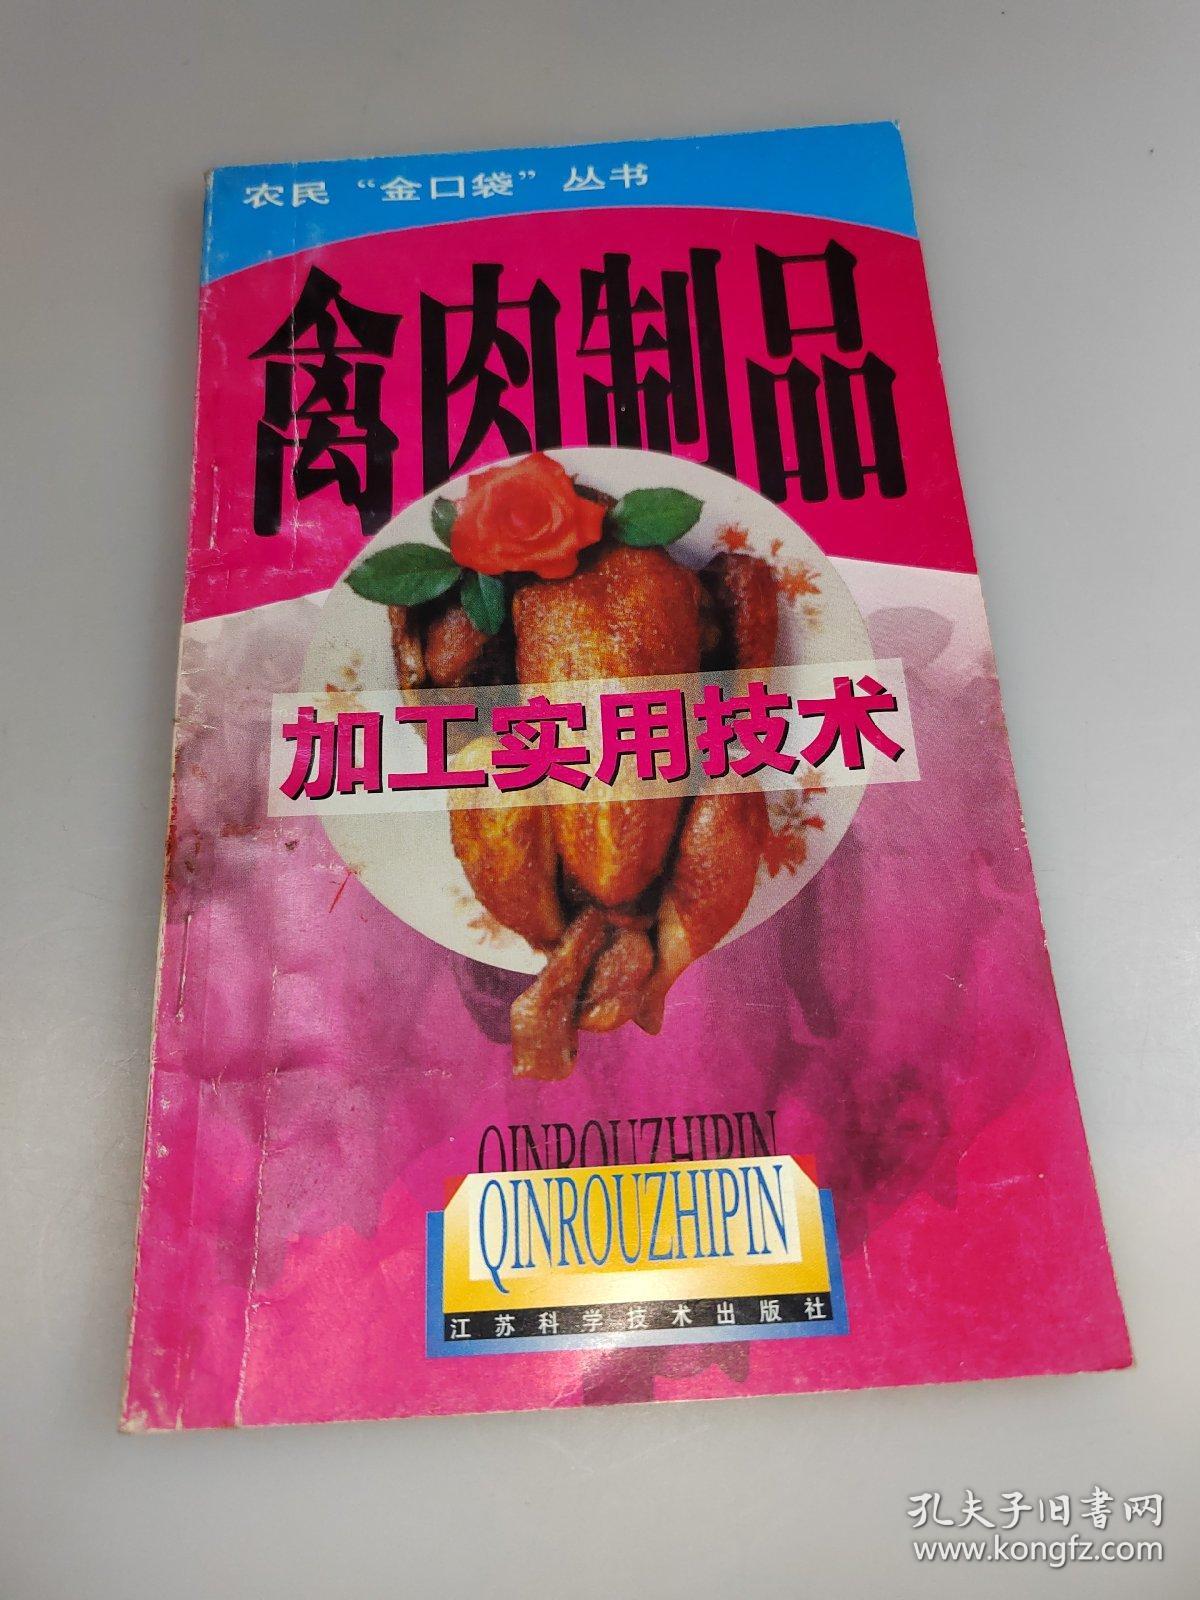 农民“金口袋”丛书
禽肉制品
加工实用技术
QINROUZHIPIN
QINROUZHIPIN
江苏科学技术出版社
孔夫子旧书网
www.kongfz.com